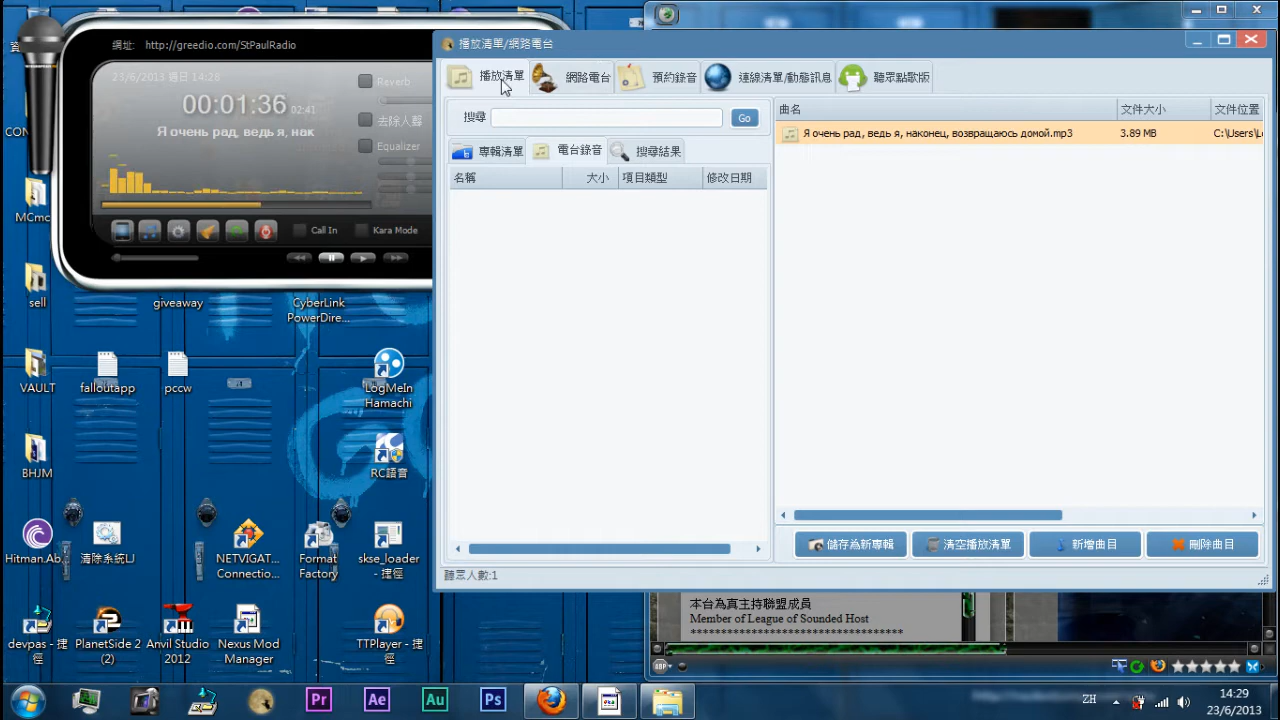 網址: http://greedio.com/StPaulRadio
23/6/2013 週日 14:28
00:01:36 02:41
Я очень рад, ведь я, нак
Reverb
去除人聲
Equalizer
Call In
Kara Mode
播放清單/網路電台
播放清單
網路電台
預約錄音
連線清單/動態訊息
聽眾點歌版
搜尋
Go
專輯清單
電台錄音
搜尋結果
名稱
大小
項目類型
修改日期
曲名
文件大小
文件位置
Я очень рад, ведь я, наконец, возвращаюсь домой.mp3
3.89 MB
C:\Users\L
儲存為新專輯
清空播放清單
新增曲目
刪除曲目
聽眾人數:1
MCmc
sell
giveaway
CyberLink
PowerDire...
VAULT
falloutapp
pccw
LogMeIn
Hamachi
BHJM
RC語音
Hitman.Ab...
清除系統LJ
NETVIGAT...
Connectio...
Format
Factory
skse_loader
- 捷徑
devpas - 捷
徑
PlanetSide 2
(2)
Anvil Studio
2012
Nexus Mod
Manager
TTPlayer - 捷
徑
本台為真主持聯盟成員
Member of League of Sounded Host
**********************************
Pr
Ae
Au
Ps
ZH
14:29
23/6/2013